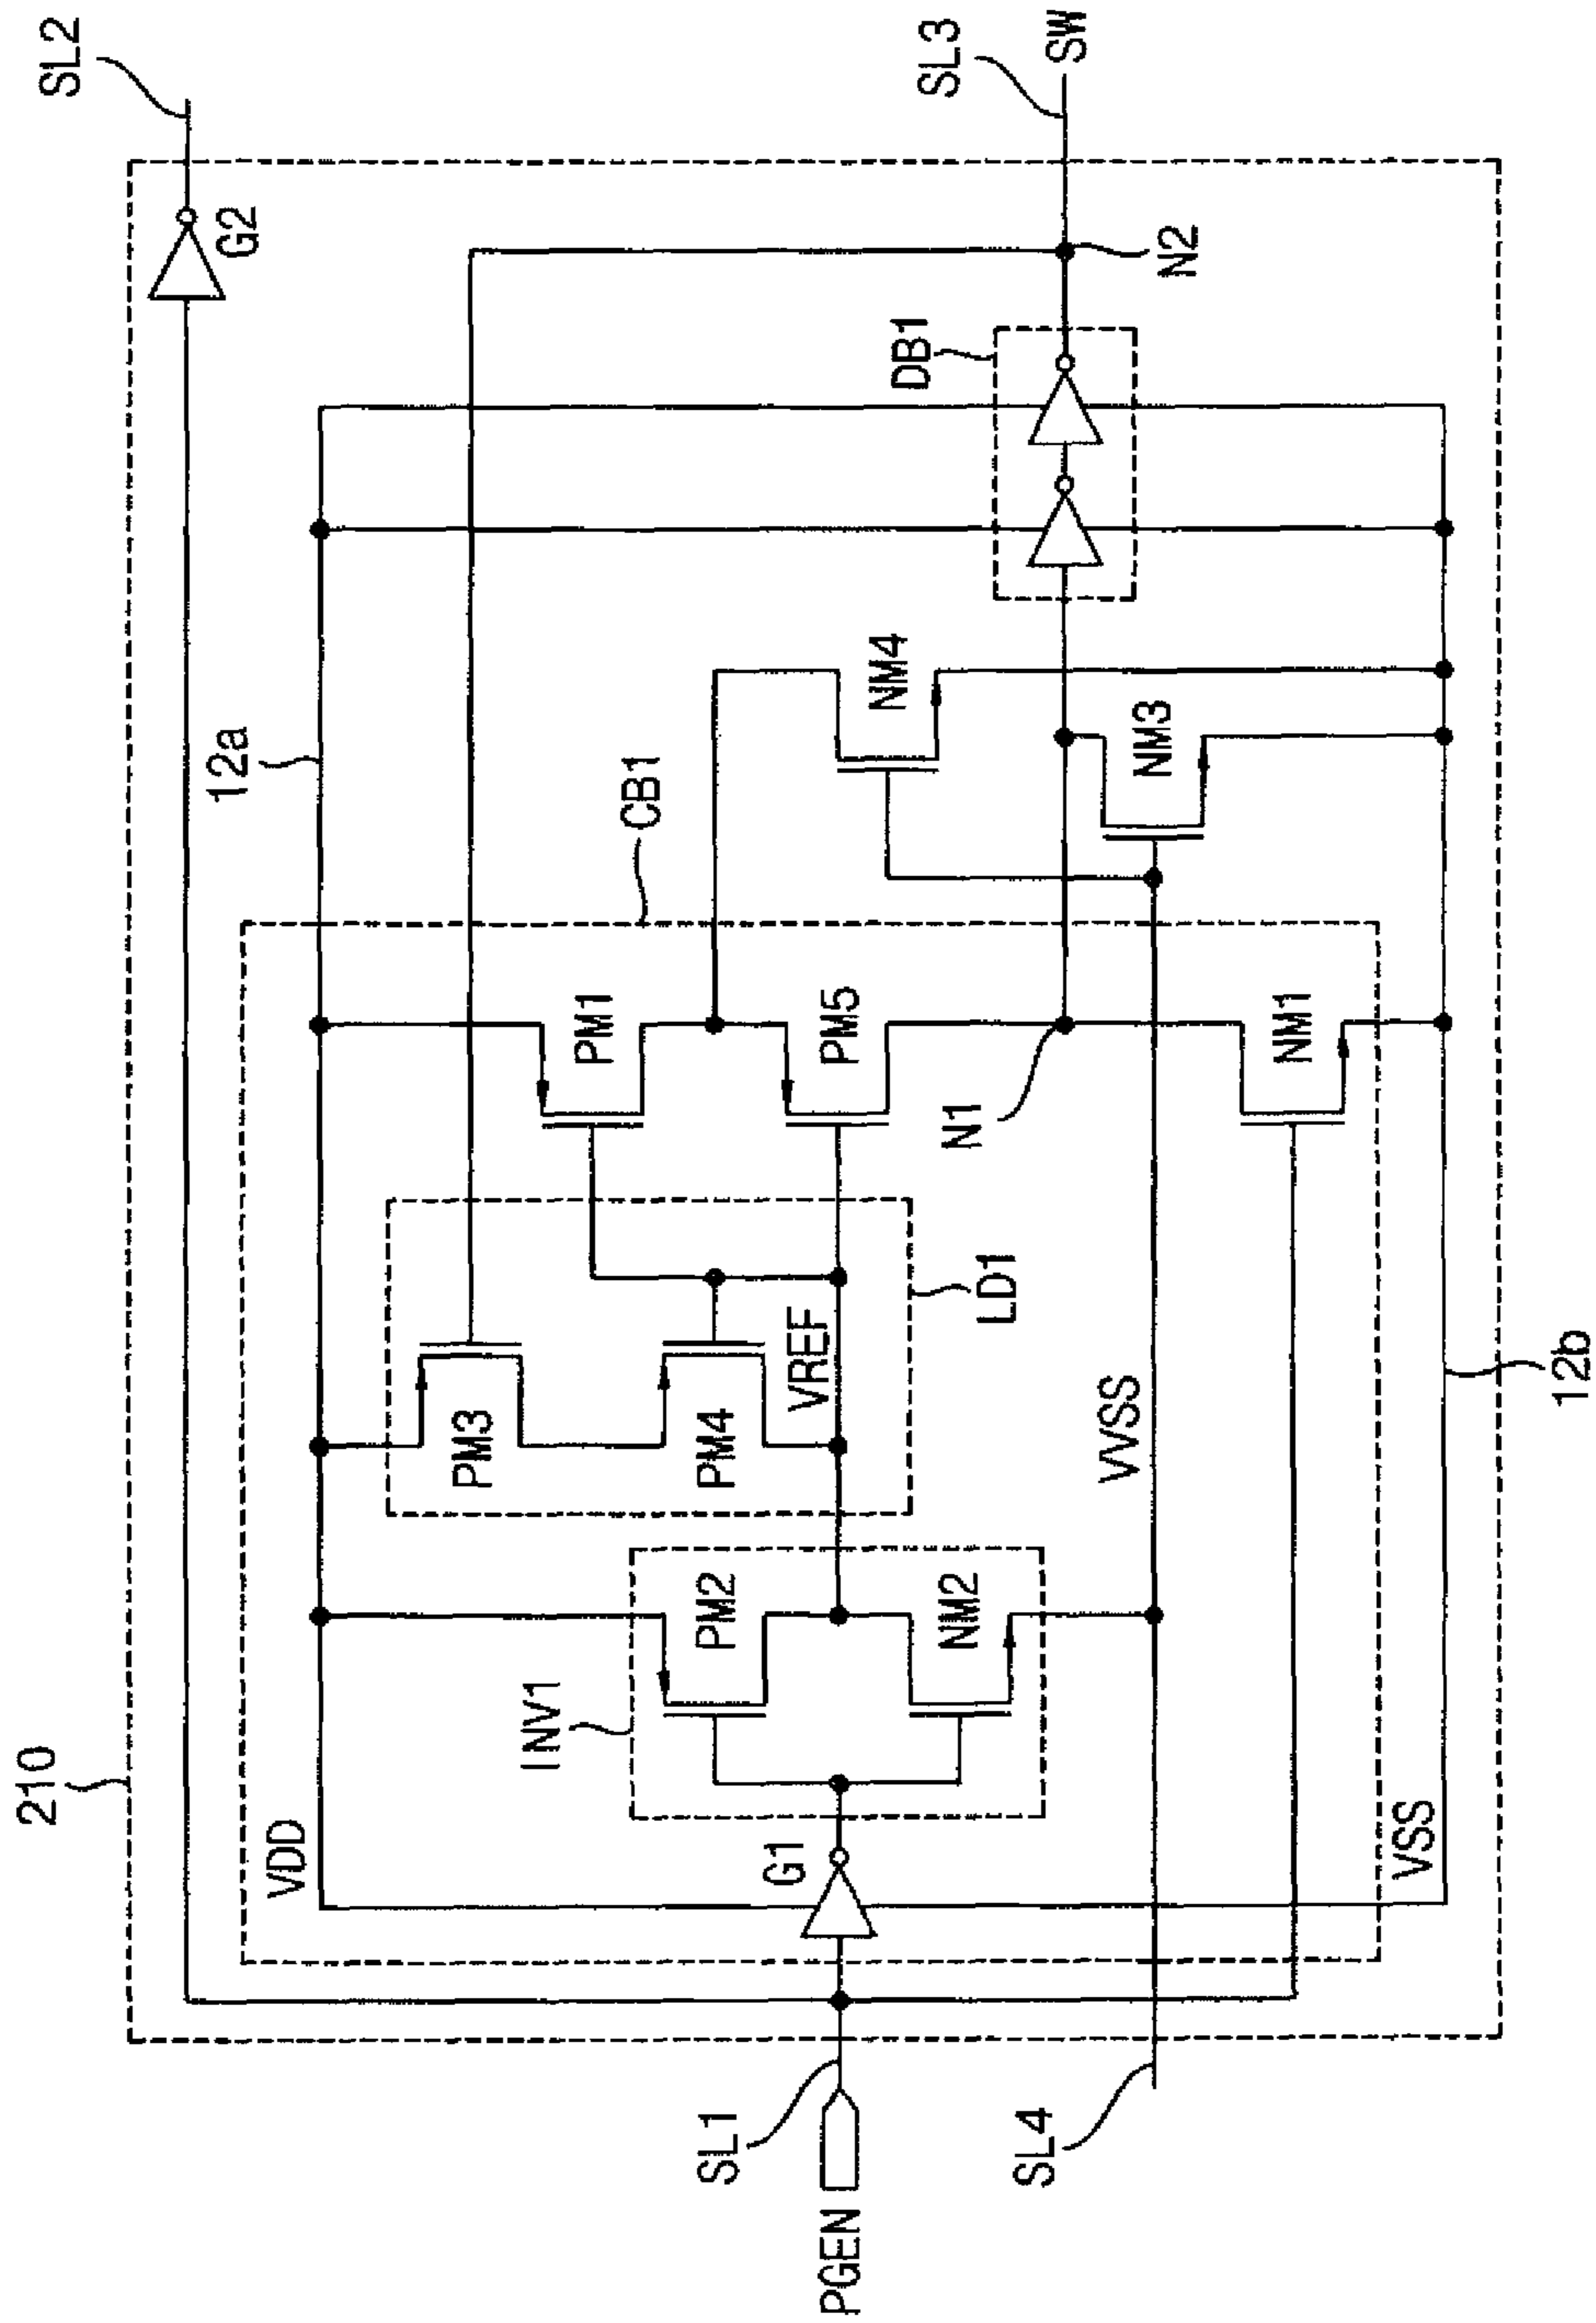 210
SL2
G2
12a
VDD
CB1
INV1
PM2
PM3
PM1
NM4
DB1
SL3
SW
PM4
PM5
G1
VREF
NM2
LD1
N1
NM3
N2
SL1
PGEN
VVSS
SL4
NM1
VSS
12b